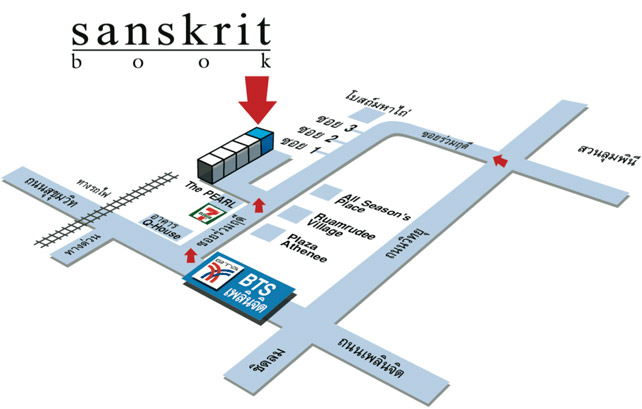 sanskrit
b o o k
โบสถ์มหาไถ่
ซอย 3
ซอย 2
ซอย 1
ซอยร่วมฤดี
สวนลุมพินี
ถนนสุขุมวิท
ทางรถไฟ
The PEARL
7
ELEVEN
All Season's
Place
อาคาร
Q-House
ซอยร่วมฤดี
Ruamrudee
Village
Plaza
Athenee
ถนนวิทยุ
ทางด่วน
BTS
BTS
เพลินจิต
ชิดลม
ถนนเพลินจิต